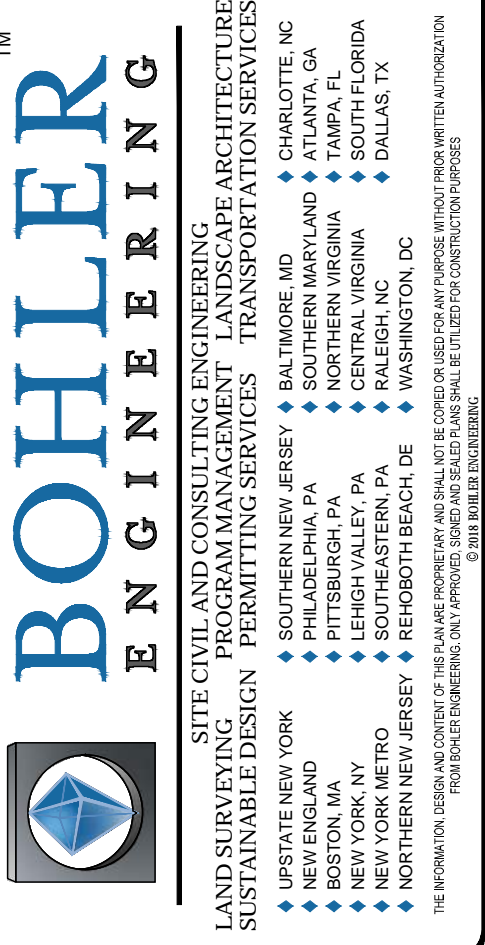 BOHLER™
ENGINEERING
SITE CIVIL AND CONSULTING ENGINEERING
LAND SURVEYING PROGRAM MANAGEMENT LANDSCAPE ARCHITECTURE
SUSTAINABLE DESIGN PERMITTING SERVICES TRANSPORTATION SERVICES
♦ UPSTATE NEW YORK ♦ SOUTHERN NEW JERSEY ♦ BALTIMORE, MD ♦ CHARLOTTE, NC
♦ NEW ENGLAND ♦ PHILADELPHIA, PA ♦ SOUTHERN MARYLAND ♦ ATLANTA, GA
♦ BOSTON, MA ♦ PITTSBURGH, PA ♦ NORTHERN VIRGINIA ♦ TAMPA, FL
♦ NEW YORK, NY ♦ LEHIGH VALLEY, PA ♦ CENTRAL VIRGINIA ♦ SOUTH FLORIDA
♦ NEW YORK METRO ♦ SOUTHEASTERN, PA ♦ RALEIGH, NC ♦ DALLAS, TX
♦ NORTHERN NEW JERSEY ♦ REHOBOTH BEACH, DE ♦ WASHINGTON, DC
THE INFORMATION, DESIGN AND CONTENT OF THIS PLAN ARE PROPRIETARY AND SHALL NOT BE COPIED OR USED FOR ANY PURPOSE WITHOUT PRIOR WRITTEN AUTHORIZATION
FROM BOHLER ENGINEERING. ONLY APPROVED, SIGNED AND SEALED PLANS SHALL BE UTILIZED FOR CONSTRUCTION PURPOSES
© 2018 BOHLER ENGINEERING